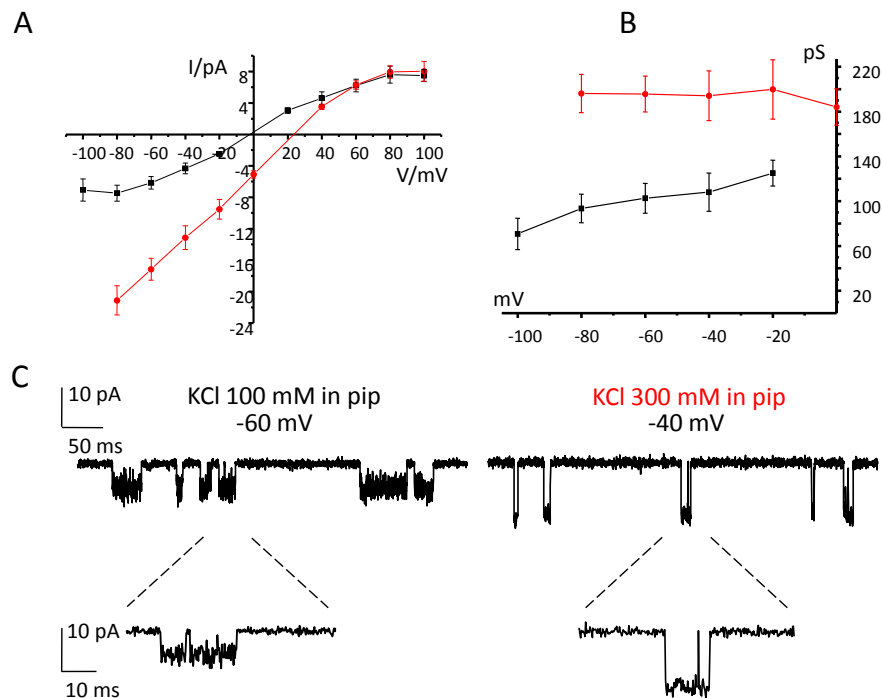 A
I/pA
8
4
-100 -80 -60 -40 -20 20 40 60 80 100
V/mV
-4
-8
-12
-16
-20
-24
B
pS
220
180
140
100
60
20
mV
-100 -80 -60 -40 -20
C
10 pA
50 ms
KCl 100 mM in pip
-60 mV
KCl 300 mM in pip
-40 mV
10 pA
10 ms